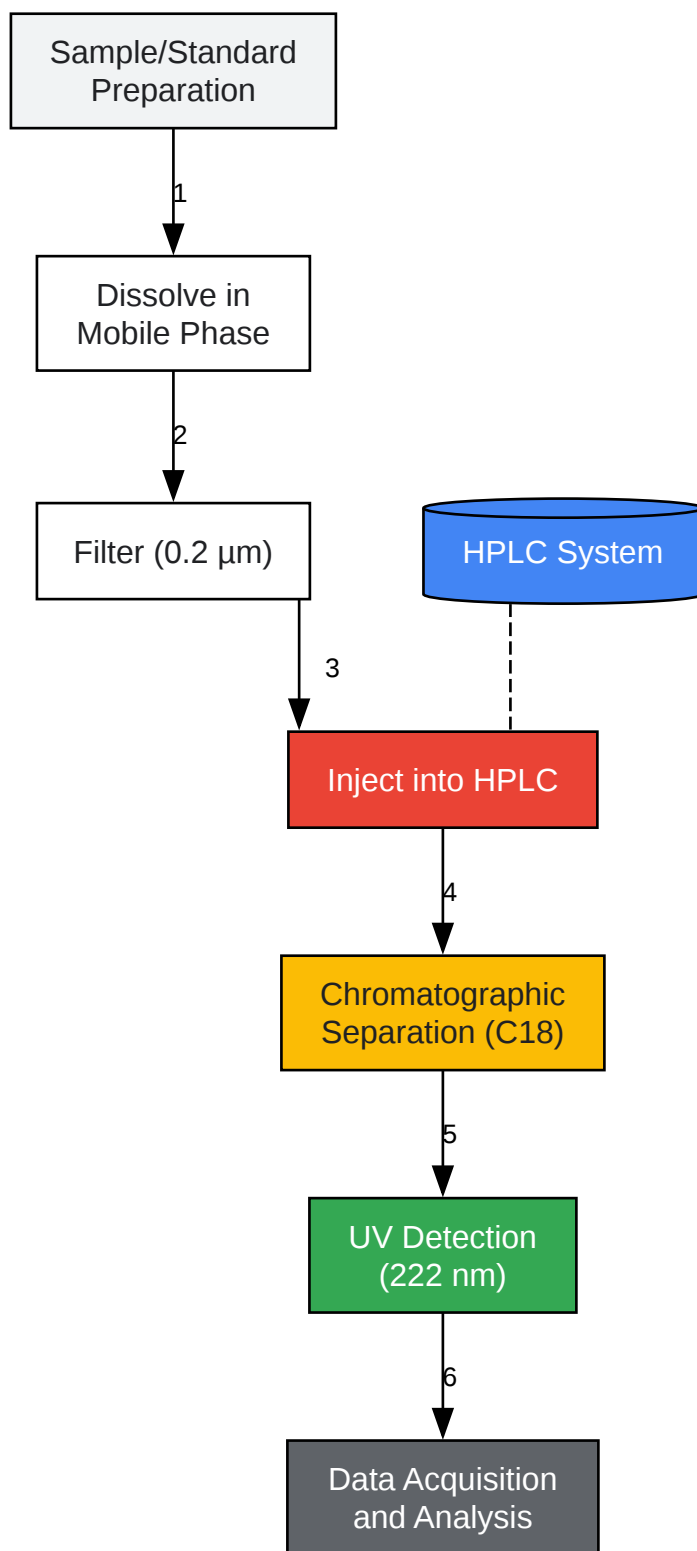 Sample/Standard
Preparation
1
Dissolve in
Mobile Phase
2
Filter (0.2 µm)
HPLC System
3
Inject into HPLC
4
Chromatographic
Separation (C18)
5
UV Detection
(222 nm)
6
Data Acquisition
and Analysis